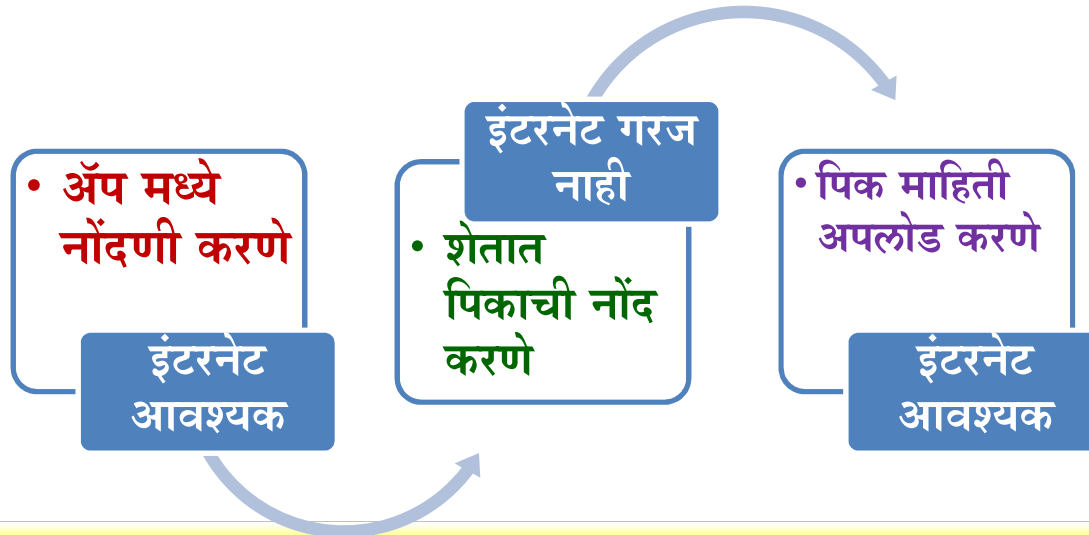 • ॲप मध्ये
नोंदणी करणे
इंटरनेट
आवश्यक
इंटरनेट गरज
नाही
• शेतात
पिकाची नोंद
करणे
• पिक माहिती
अपलोड करणे
इंटरनेट
आवश्यक